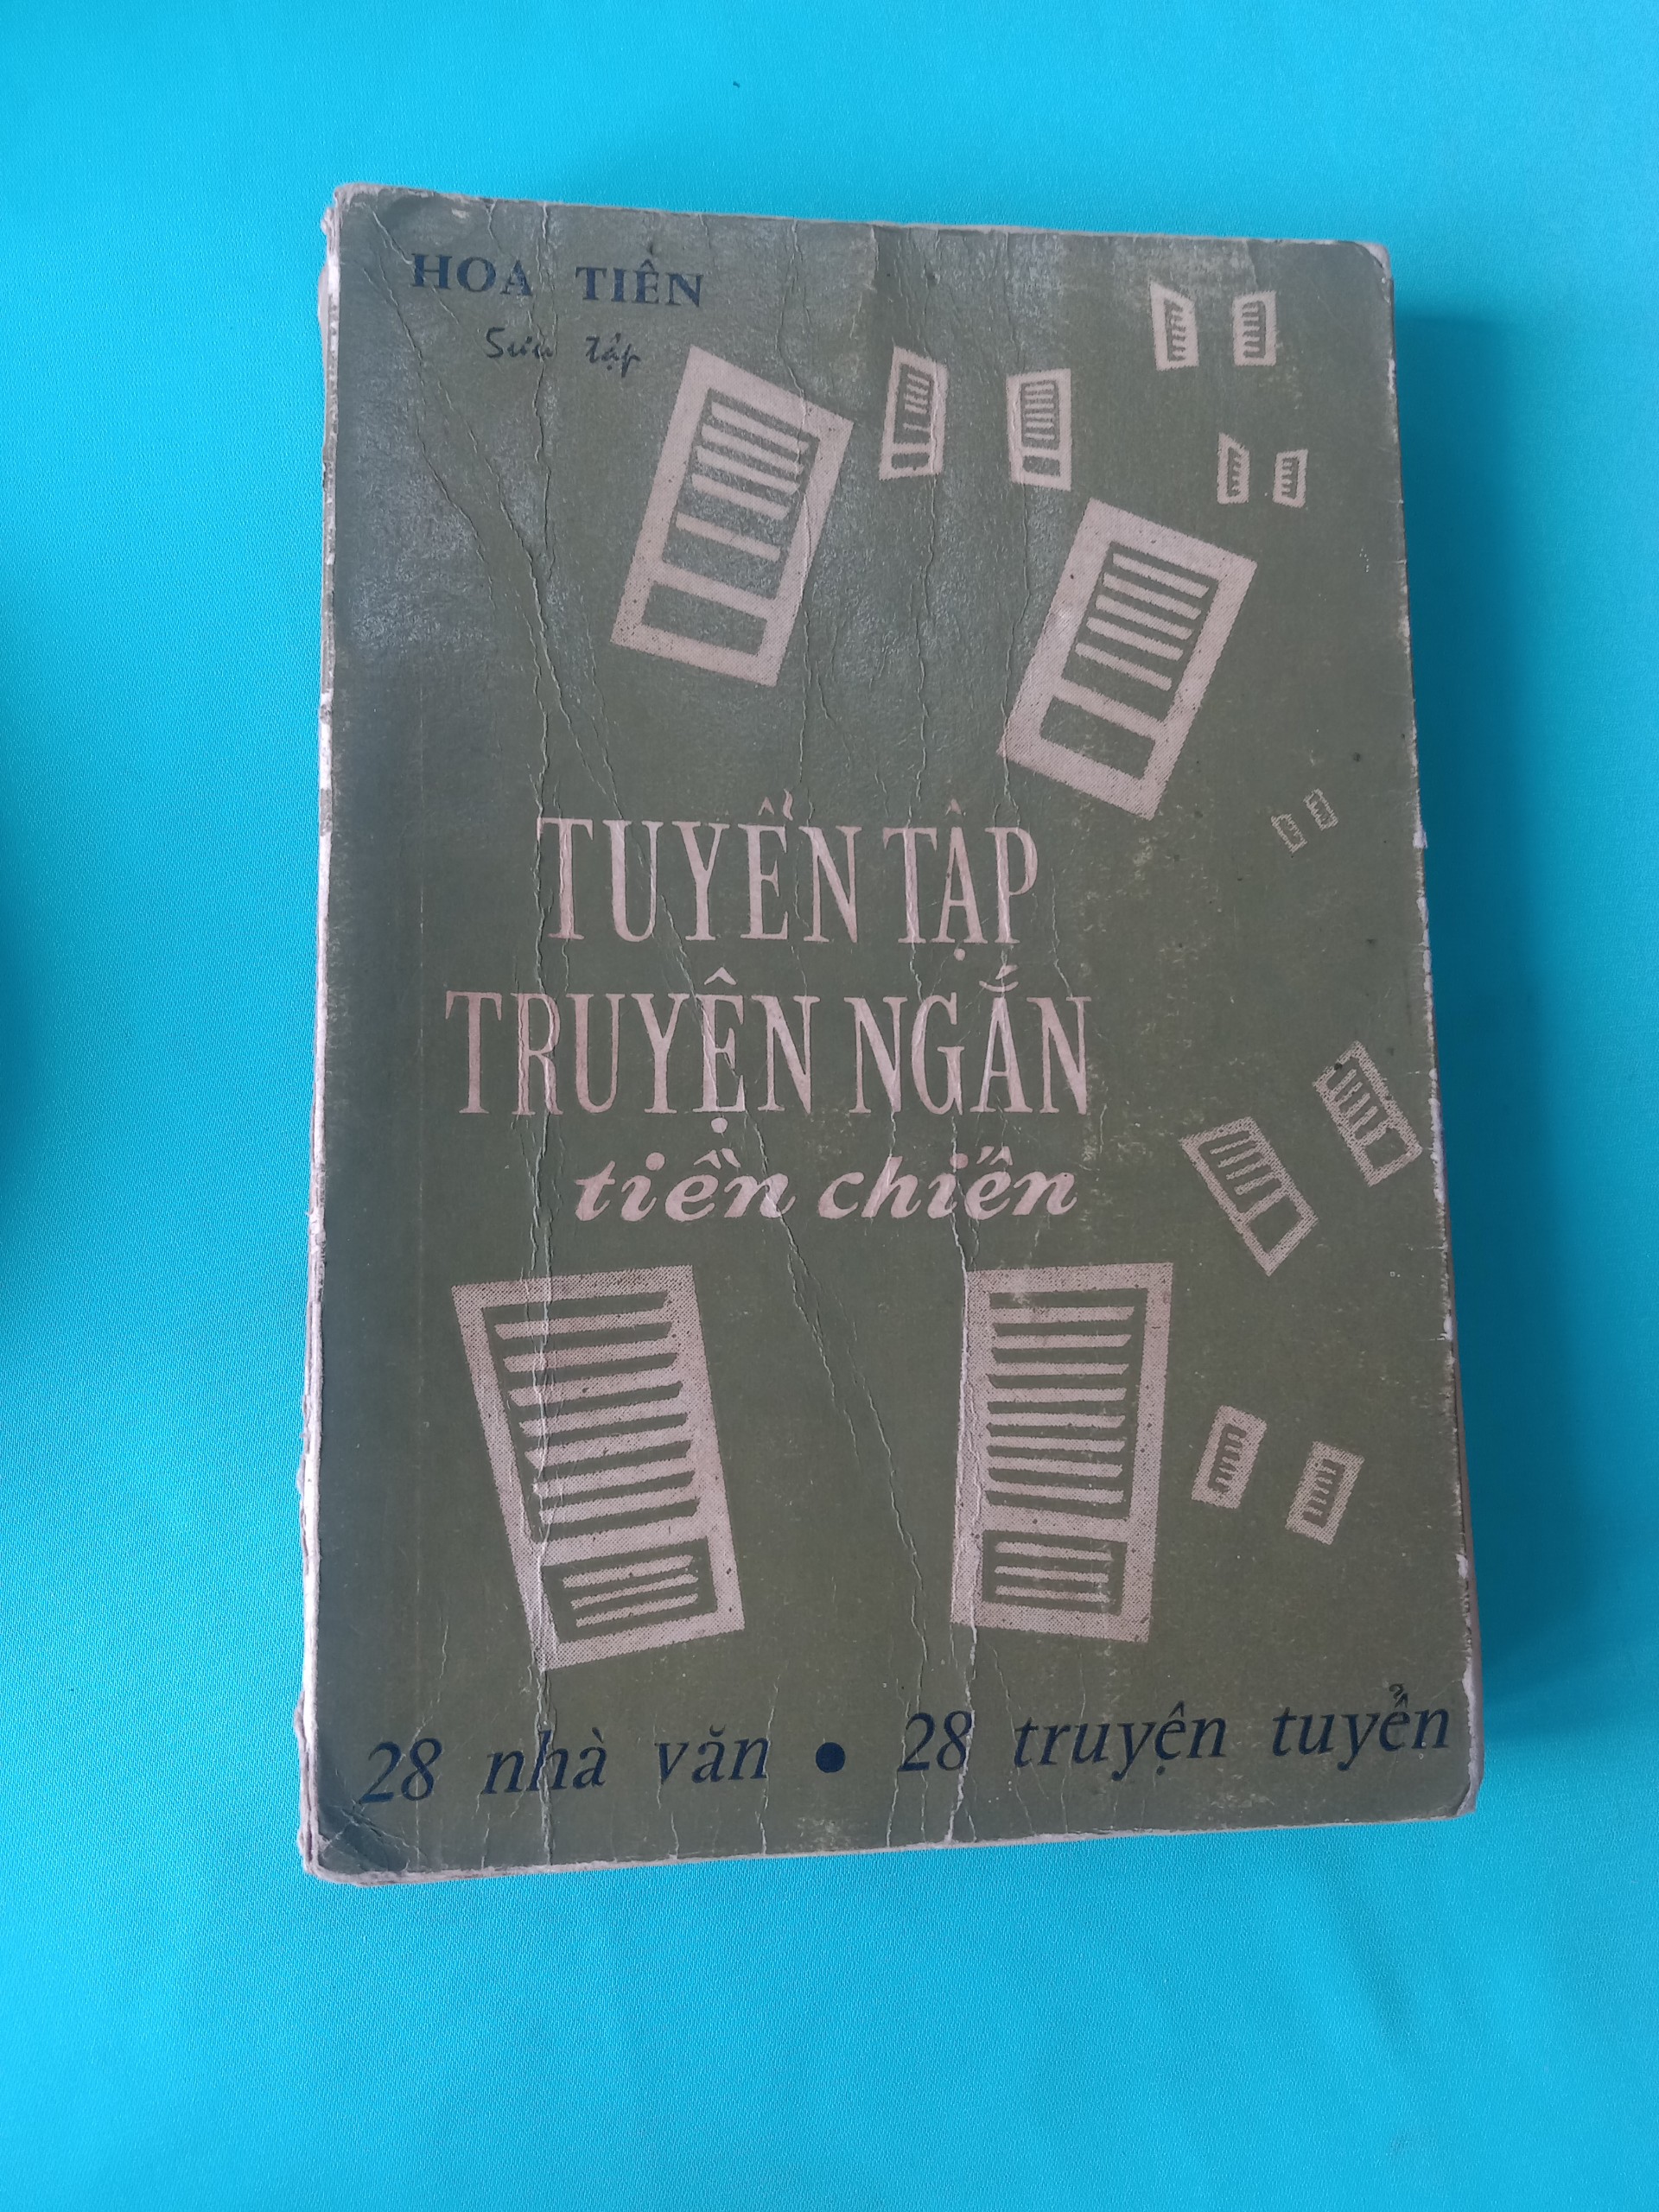 HOA TIÊN
Sưu tập
TUYỂN TẬP
TRUYỆN NGẮN
tiền chiến
28 nhà văn • 28 truyện tuyển